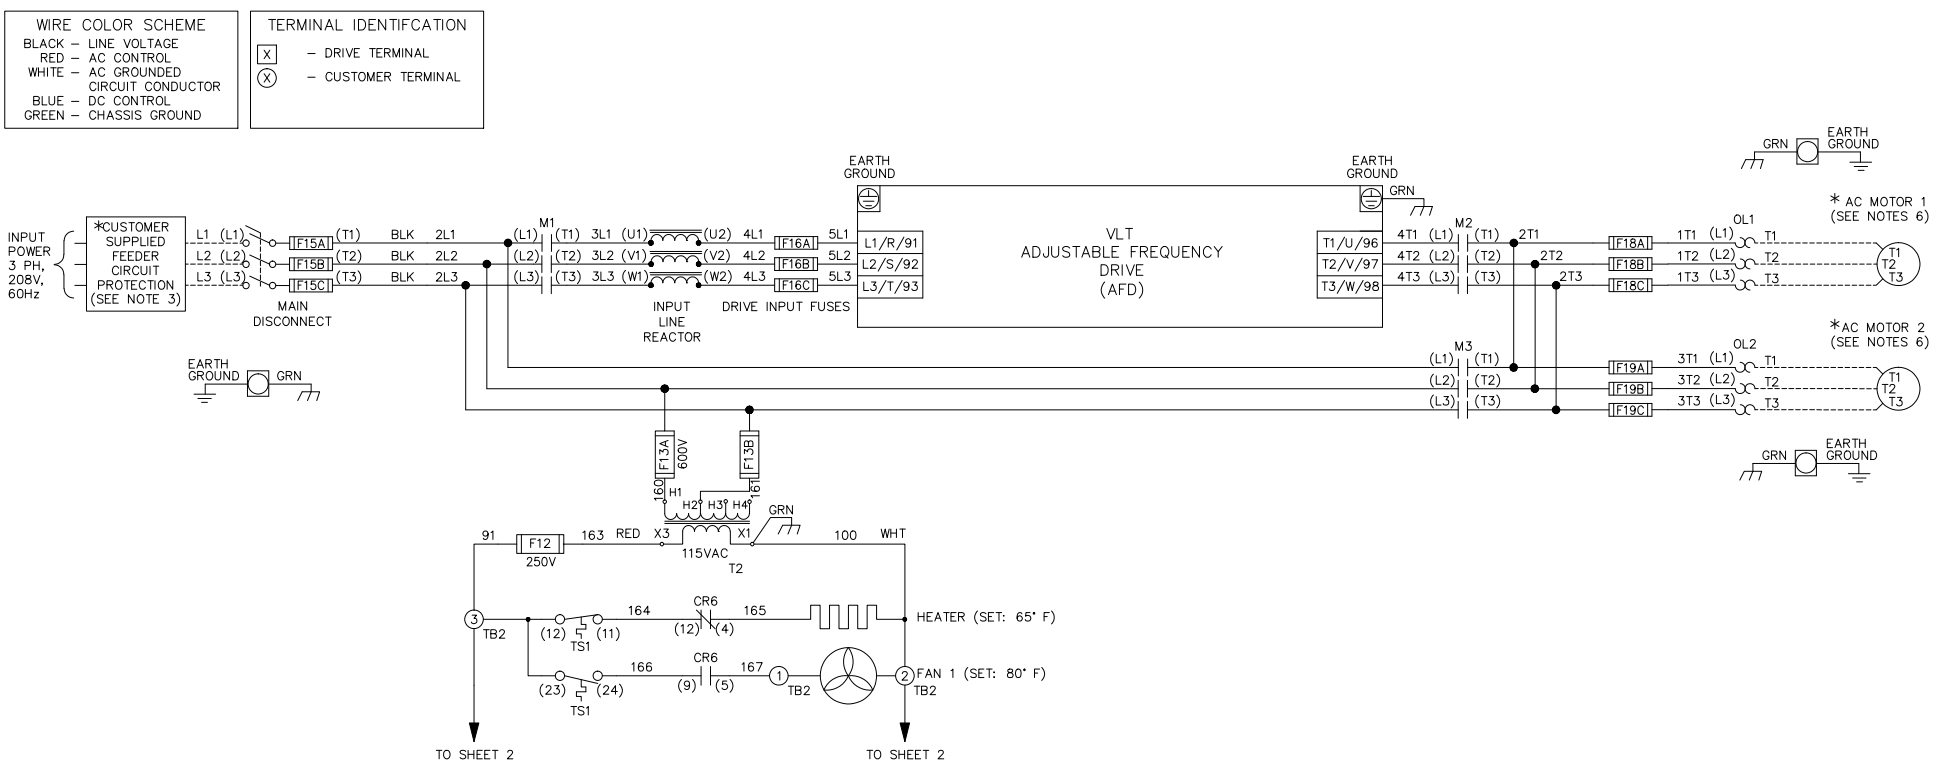 WIRE COLOR SCHEME
BLACK – LINE VOLTAGE
RED – AC CONTROL
WHITE – AC GROUNDED
CIRCUIT CONDUCTOR
BLUE – DC CONTROL
GREEN – CHASSIS GROUND
TERMINAL IDENTIFCATION
X – DRIVE TERMINAL
X – CUSTOMER TERMINAL
INPUT
POWER
3 PH,
208V,
60Hz
*CUSTOMER
SUPPLIED
FEEDER
CIRCUIT
PROTECTION
(SEE NOTE 3)
L1 (L1) F15A (T1) BLK 2L1 (L1) M1 (T1) 3L1 (U1) (U2) 4L1 F16A 5L1 L1/R/91
L2 (L2) F15B (T2) BLK 2L2 (L2) (T2) 3L2 (V1) (V2) 4L2 F16B 5L2 L2/S/92
L3 (L3) F15C (T3) BLK 2L3 (L3) (T3) 3L3 (W1) (W2) 4L3 F16C 5L3 L3/T/93
MAIN
DISCONNECT
INPUT
LINE
REACTOR
DRIVE INPUT FUSES
EARTH
GROUND
VLT
ADJUSTABLE FREQUENCY
DRIVE
(AFD)
EARTH
GROUND
GRN
T1/U/96 4T1 (L1) M2 (T1) 2T1 F18A 1T1 (L1) OL1 T1
T2/V/97 4T2 (L2) (T2) 2T2 F18B 1T2 (L2) T2
T3/W/98 4T3 (L3) (T3) 2T3 F18C 1T3 (L3) T3
GRN
EARTH
GROUND
* AC MOTOR 1
(SEE NOTES 6)
T1
T2
T3
*AC MOTOR 2
(SEE NOTES 6)
(L1) M3 (T1) F19A 3T1 (L1) OL2 T1
(L2) (T2) F19B 3T2 (L2) T2
(L3) (T3) F19C 3T3 (L3) T3
T1
T2
T3
GRN
EARTH
GROUND
EARTH
GROUND
GRN
F13A
600V
F13B
160
161
H1
H2 H3 H4
GRN
91 F12 163 RED X3 X1 100 WHT
250V
115VAC
T2
3
TB2
(12) (11) 164 CR6 (12) (4) 165
TS1
HEATER (SET: 65° F)
(23) (24) 166 CR6 (9) (5) 167 1 TB2
TS1
2
TB2
FAN 1 (SET: 80° F)
TO SHEET 2
TO SHEET 2